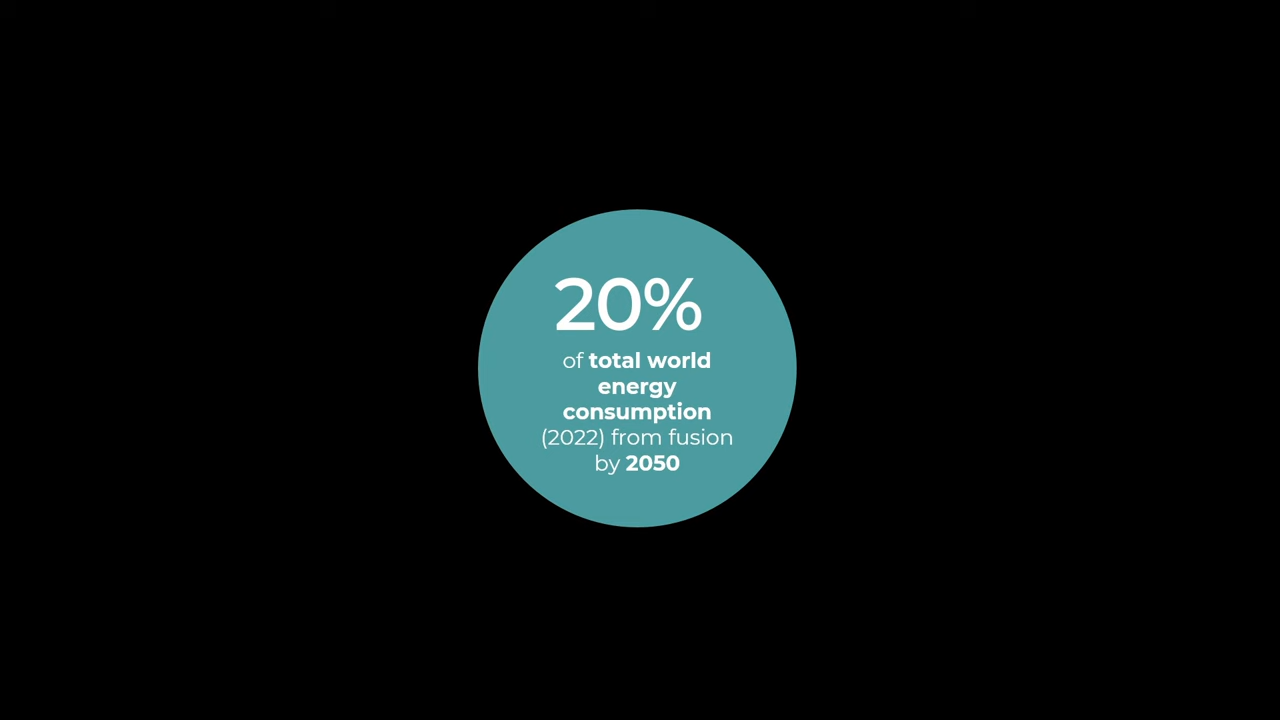 20%
of total world
energy
consumption
(2022) from fusion
by 2050